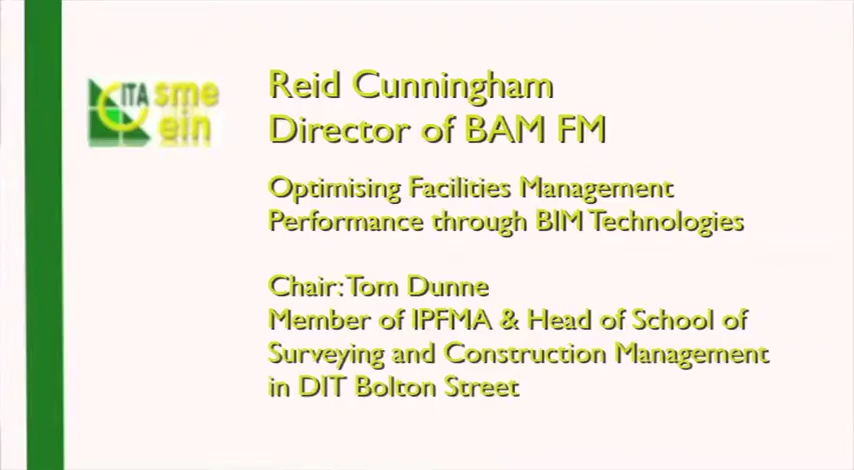 CITA sme
ein
Reid Cunningham
Director of BAM FM
Optimising Facilities Management
Performance through BIM Technologies
Chair: Tom Dunne
Member of IPFMA & Head of School of
Surveying and Construction Management
in DIT Bolton Street